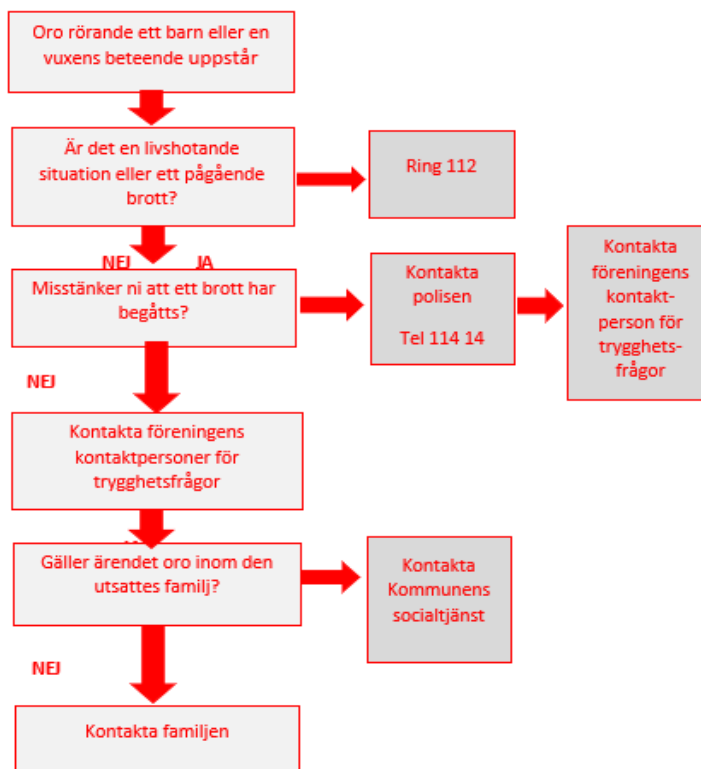 Oro rörande ett barn eller en
vuxens beteende uppstår
Är det en livshotande
situation eller ett pågående
brott?
Ring 112
NEJ
JA
Misstänker ni att ett brott har
begåtts?
Kontakta
polisen
Tel 114 14
Kontakta
föreningens
kontakt-
person för
trygghets-
frågor
NEJ
Kontakta föreningens
kontaktpersoner för
trygghetsfrågor
Gäller ärendet oro inom den
utsattes familj?
Kontakta
Kommunens
socialtjänst
NEJ
Kontakta familjen